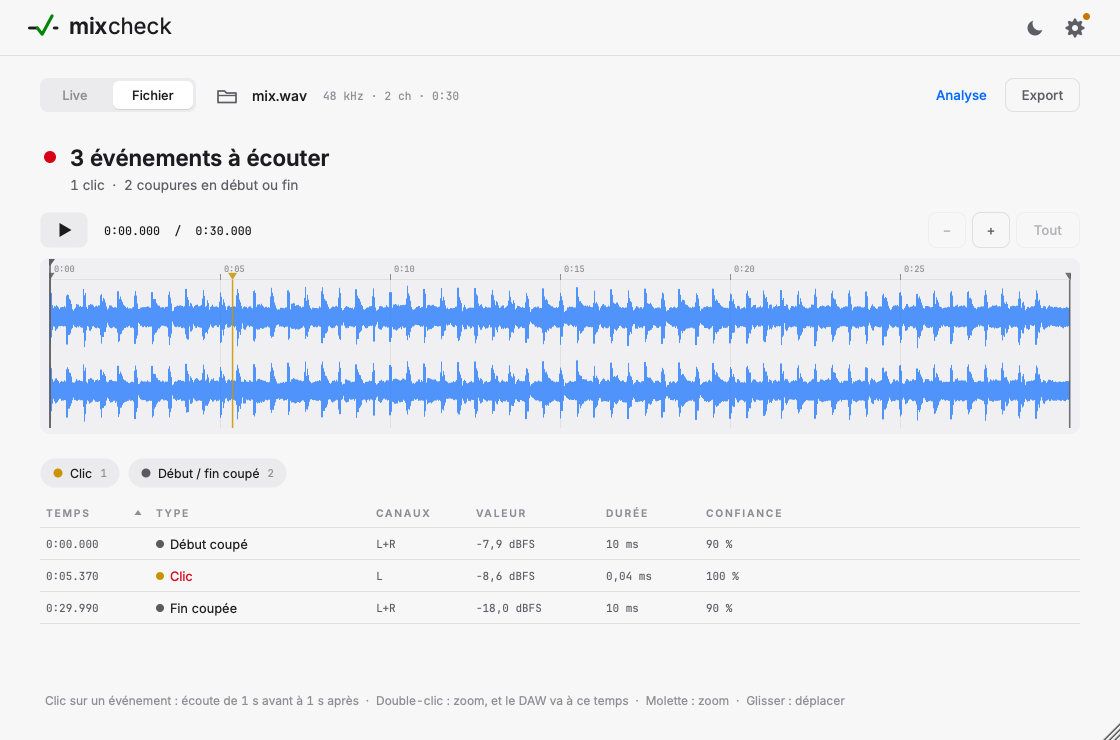 mixcheck
Live Fichier mix.wav 48 kHz · 2 ch · 0:30 Analyse Export
3 événements à écouter
1 clic · 2 coupures en début ou fin
0:00.000 / 0:30.000 − + Tout
0:00 0:05 0:10 0:15 0:20 0:25
Clic 1 Début / fin coupé 2
TEMPS TYPE CANAUX VALEUR DURÉE CONFIANCE
0:00.000 Début coupé L+R -7,9 dBFS 10 ms 90 %
0:05.370 Clic L -8,6 dBFS 0,04 ms 100 %
0:29.990 Fin coupée L+R -18,0 dBFS 10 ms 90 %
Clic sur un événement : écoute de 1 s avant à 1 s après · Double-clic : zoom, et le DAW va à ce temps · Molette : zoom · Glisser : déplacer